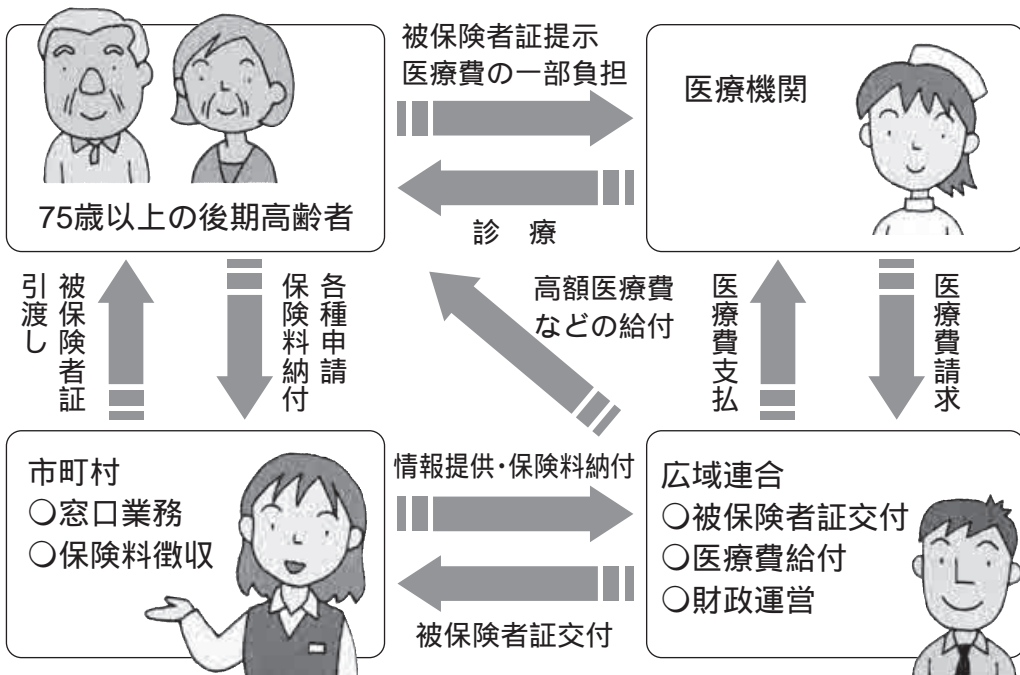 被保険者証提示
医療費の一部負担
医療機関
75歳以上の後期高齢者
診　療
被保険者証
引渡し
各種申請
保険料納付
高額医療費
などの給付
医療費支払
医療費請求
市町村
○窓口業務
○保険料徴収
情報提供・保険料納付
被保険者証交付
広域連合
○被保険者証交付
○医療費給付
○財政運営